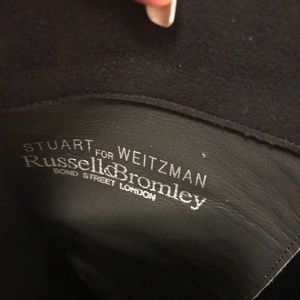 STUART FOR WEITZMAN
Russell&Bromley
BOND STREET LONDON